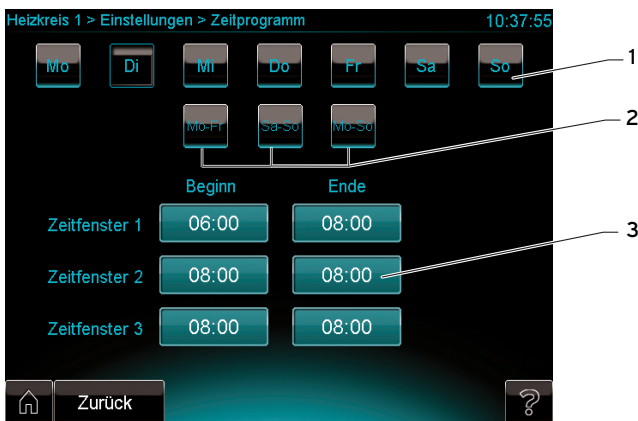 Heizkreis 1 > Einstellungen > Zeitprogramm 10:37:55
Mo Di Mi Do Fr Sa So 1
Mo-Fr Sa-So Mo-So 2
Beginn Ende
Zeitfenster 1 06:00 08:00 3
Zeitfenster 2 08:00 08:00
Zeitfenster 3 08:00 08:00
Zurück ?